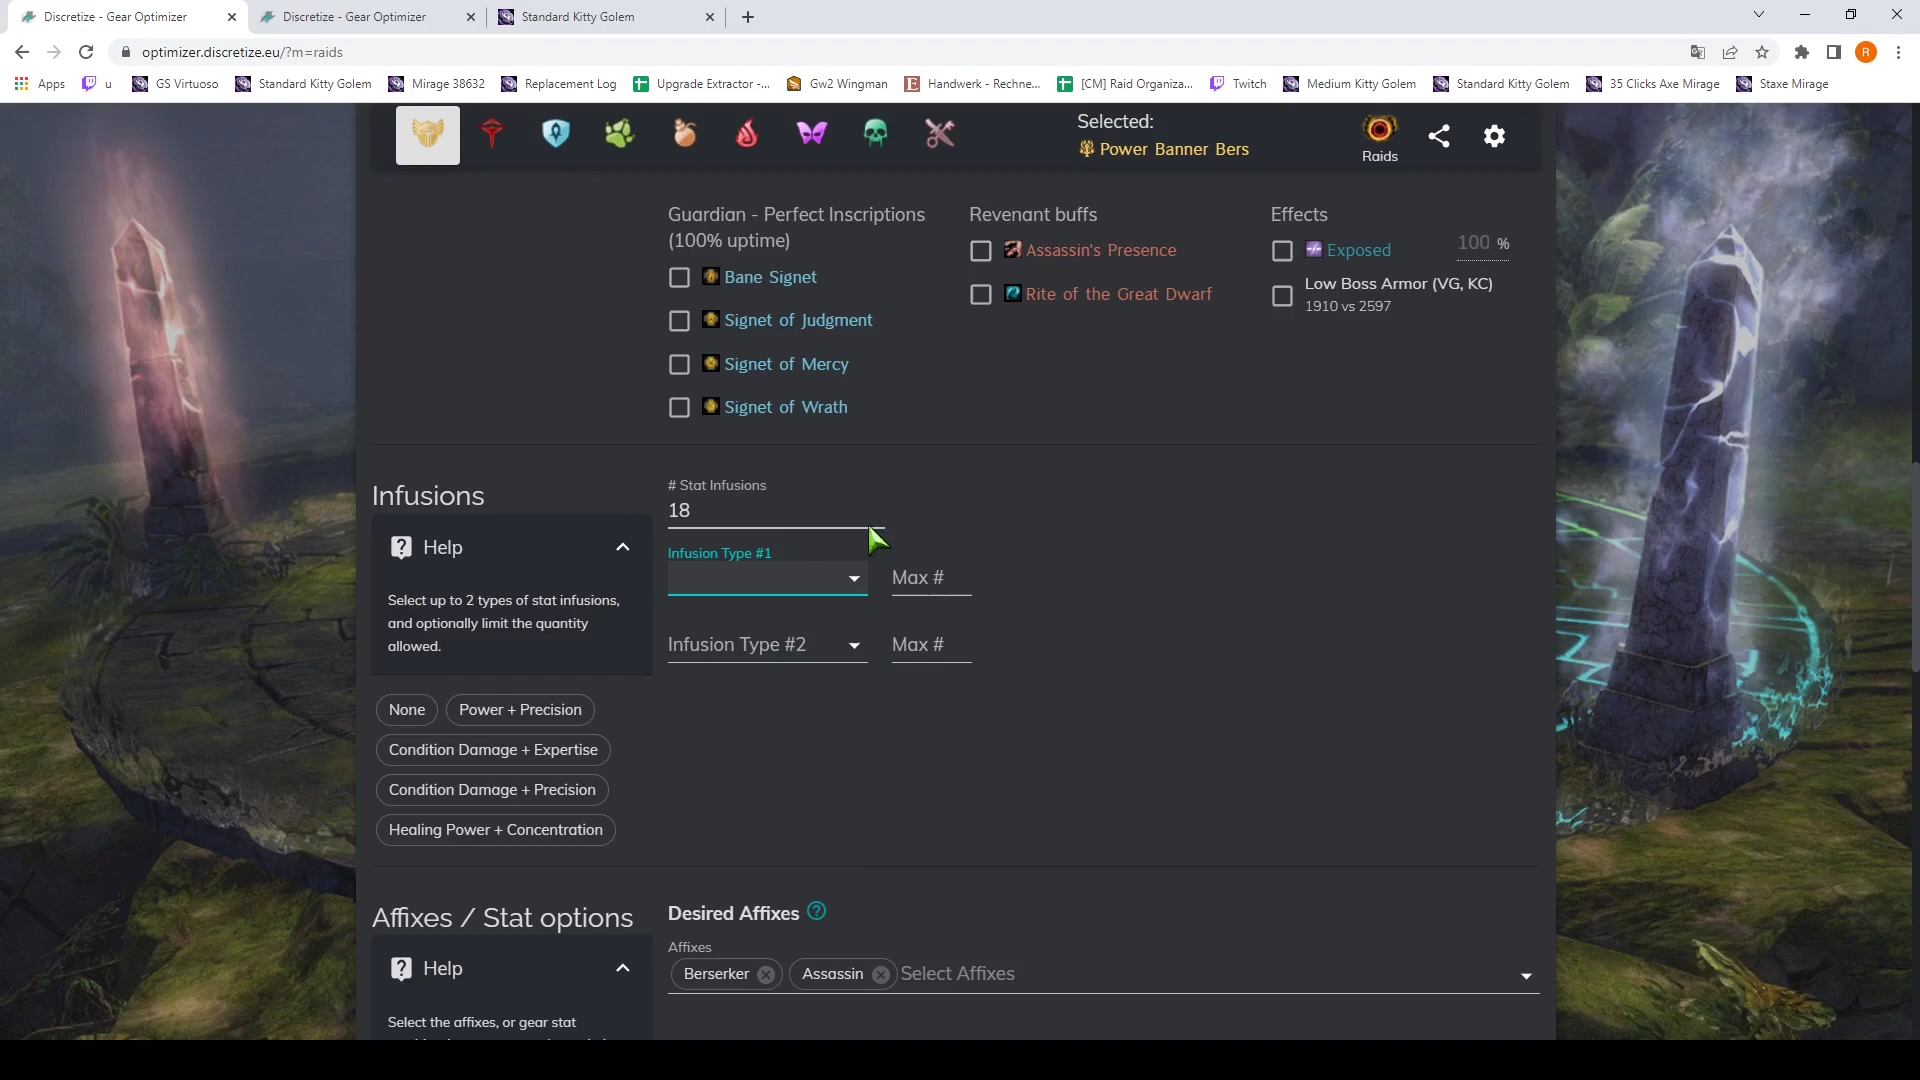 Discretize - Gear Optimizer
Discretize - Gear Optimizer
Standard Kitty Golem
optimizer.discretize.eu/?m=raids
R
Apps
u
GS Virtuoso
Standard Kitty Golem
Mirage 38632
Replacement Log
Upgrade Extractor -...
Gw2 Wingman
Handwerk - Rechne...
[CM] Raid Organiza...
Twitch
Medium Kitty Golem
Standard Kitty Golem
35 Clicks Axe Mirage
Staxe Mirage
Selected:
Power Banner Bers
Raids
Guardian - Perfect Inscriptions
(100% uptime)
Bane Signet
Signet of Judgment
Signet of Mercy
Signet of Wrath
Revenant buffs
Assassin's Presence
Rite of the Great Dwarf
Effects
Exposed
100 %
Low Boss Armor (VG, KC)
1910 vs 2597
Infusions
Help
Select up to 2 types of stat infusions,
and optionally limit the quantity
allowed.
None
Power + Precision
Condition Damage + Expertise
Condition Damage + Precision
Healing Power + Concentration
# Stat Infusions
18
Infusion Type #1
Max #
Infusion Type #2
Max #
Affixes / Stat options
Help
Select the affixes, or gear stat
Desired Affixes
Affixes
Berserker
Assassin
Select Affixes